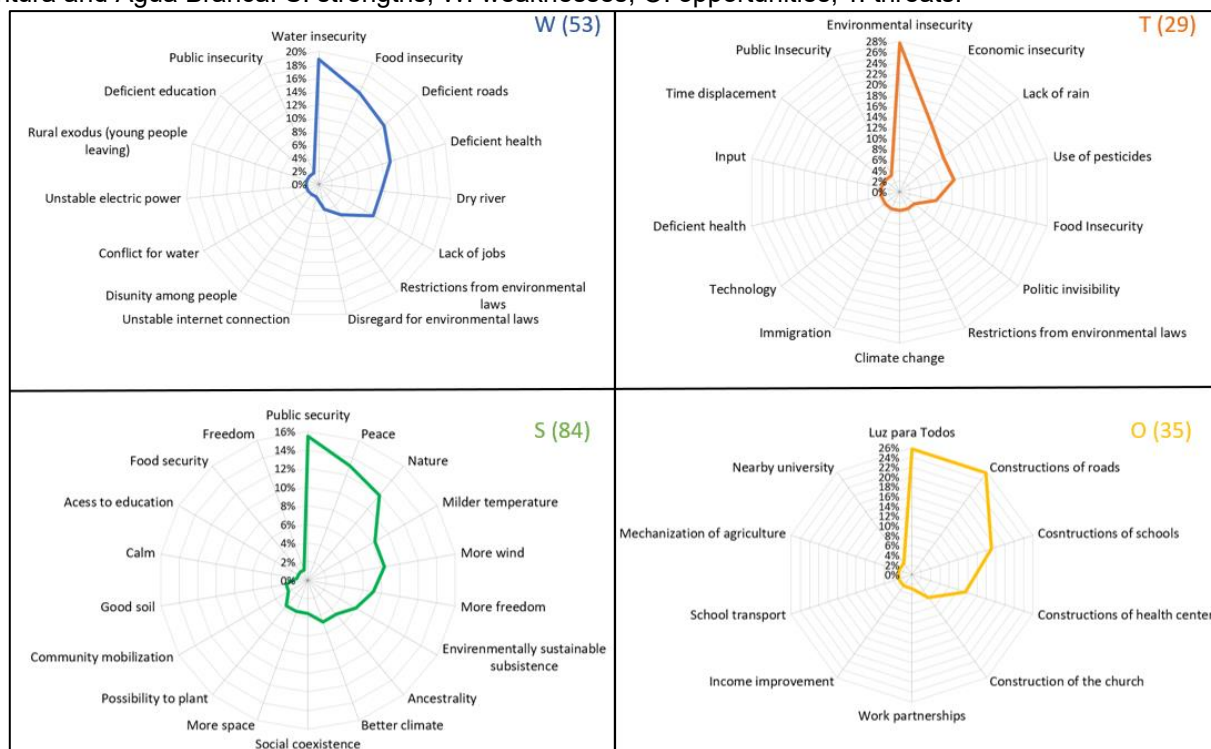 and Água Branca. S: strengths; W: weaknesses; O: opportunities; T: threats.
W (53)
Water insecurity
Public insecurity
Food insecurity
Deficient education
Deficient roads
Rural exodus (young people
leaving)
Deficient health
Unstable electric power
Dry river
Conflict for water
Lack of jobs
Disunity among people
Restrictions from environmental
laws
Unstable internet connection
Disregard for environmental laws
20%
18%
16%
14%
12%
10%
8%
6%
4%
2%
0%
T (29)
Environmental insecurity
Public Insecurity
Economic insecurity
Time displacement
Lack of rain
Input
Use of pesticides
Deficient health
Food Insecurity
Technology
Politic invisibility
Immigration
Restrictions from environmental laws
Climate change
28%
26%
24%
22%
20%
18%
16%
14%
12%
10%
8%
6%
4%
2%
0%
S (84)
Public security
Freedom
Peace
Food security
Nature
Acess to education
Milder temperature
Calm
More wind
Good soil
More freedom
Community mobilization
Envirenmentally sustainable
subsistence
Possibility to plant
Ancestrality
More space
Better climate
Social coexistence
16%
14%
12%
10%
8%
6%
4%
2%
0%
O (35)
Luz para Todos
Nearby university
Constructions of roads
Mechanization of agriculture
Cosntructions of schools
School transport
Constructions of health center
Income improvement
Construction of the church
Work partnerships
26%
24%
22%
20%
18%
16%
14%
12%
10%
8%
6%
4%
2%
0%